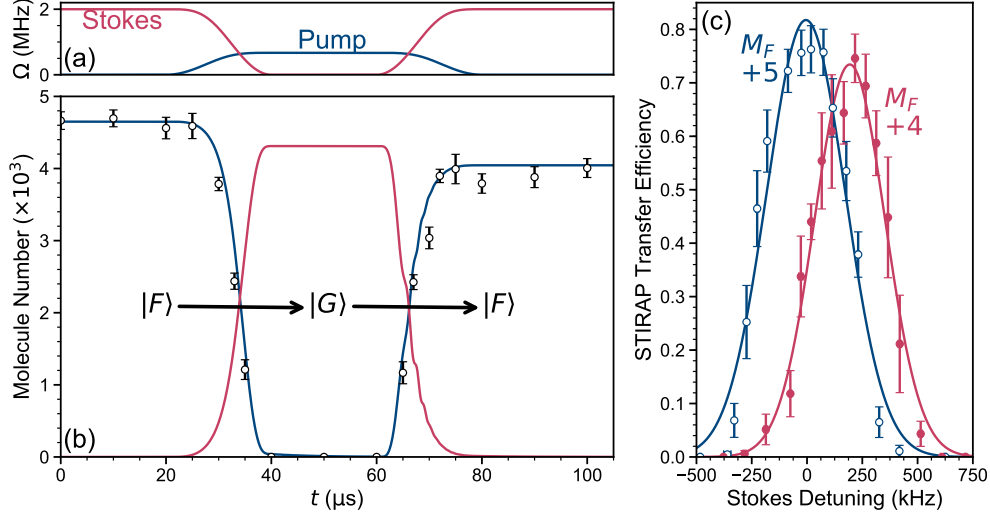 Ω (MHz)
2
0
Stokes
Pump
(a)
Molecule Number (×10³)
5
4
3
2
1
0
|F⟩
|G⟩
|F⟩
(b)
0 20 40 60 80 100
t (μs)
(c)
STIRAP Transfer Efficiency
0.8
0.7
0.6
0.5
0.4
0.3
0.2
0.1
0.0
M_F
+5
M_F
+4
−500 −250 0 250 500 750
Stokes Detuning (kHz)